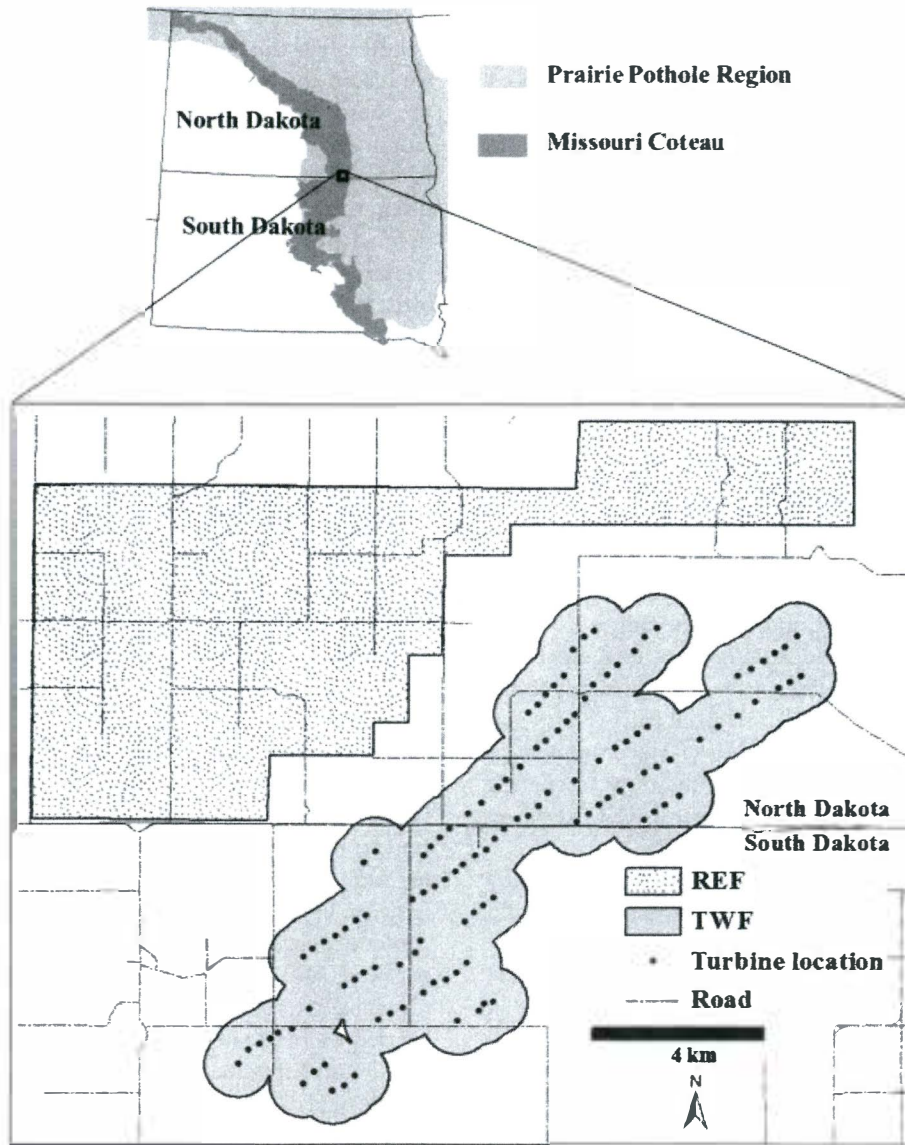 Prairie Pothole Region
North Dakota
Missouri Coteau
South Dakota
North Dakota
South Dakota
REF
TWF
Turbine location
Road
4 km
N